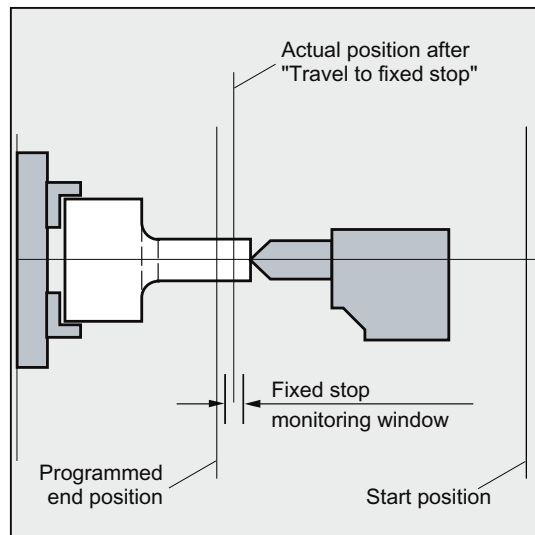 Actual position after
"Travel to fixed stop"
Fixed stop
monitoring window
Programmed
end position
Start position